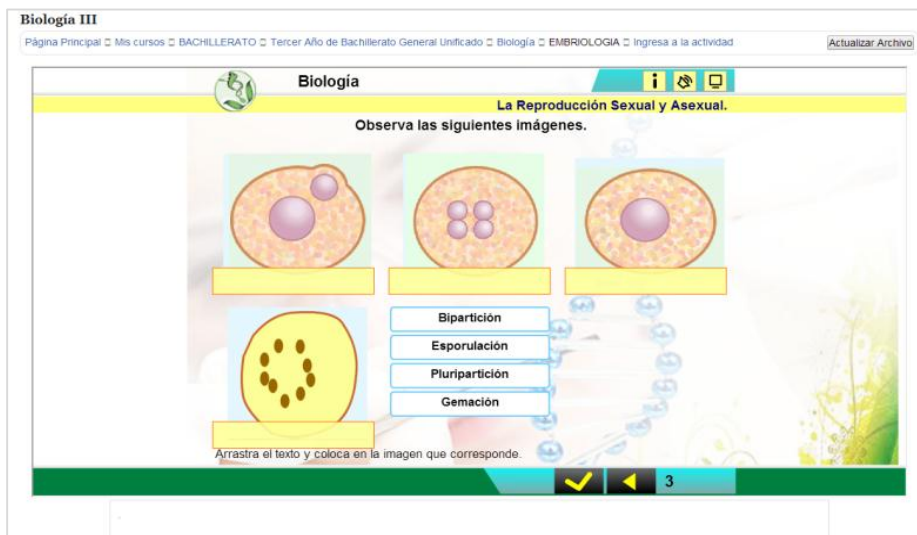 Biología III
Página Principal Mis cursos BACHILLERATO Tercer Año de Bachillerato General Unificado Biología EMBRIOLOGIA Ingresa a la actividad
Actualizar Archivo
Biología
La Reproducción Sexual y Asexual.
Observa las siguientes imágenes.
Bipartición
Esporulación
Pluripartición
Gemación
Arrastra el texto y coloca en la imagen que corresponde.
3